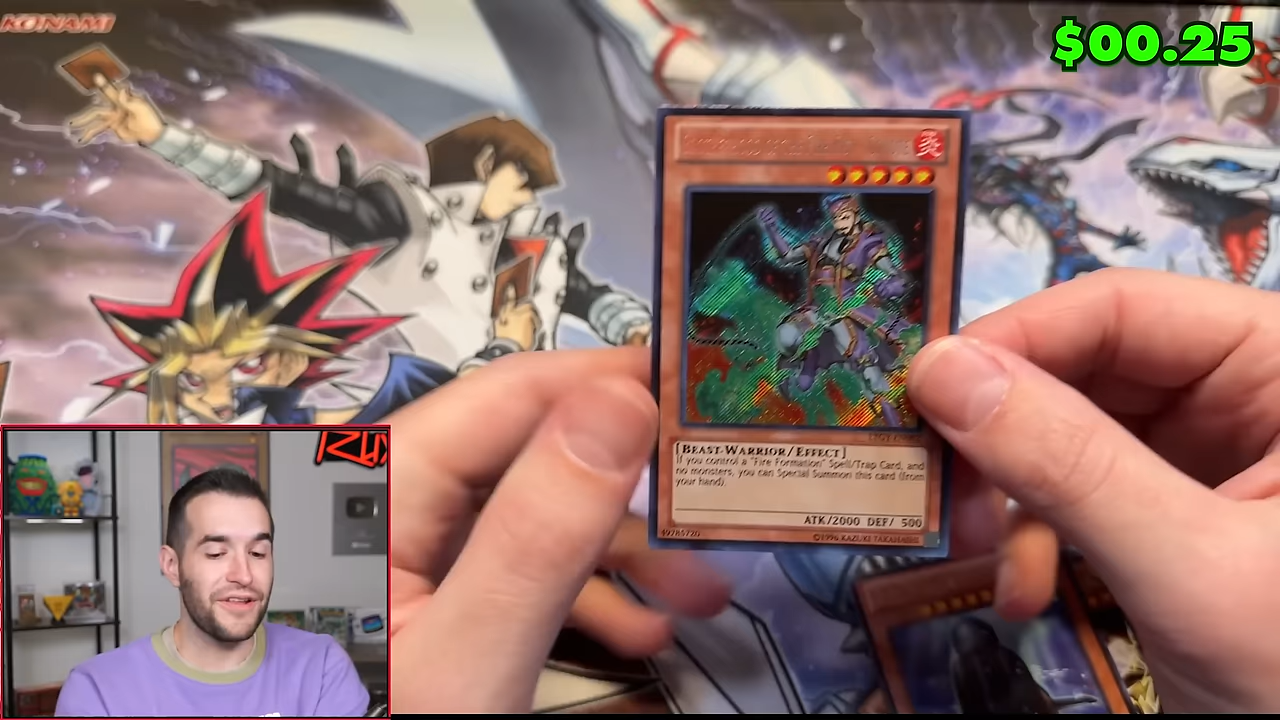 KONAMI
$00.25
[BEAST-WARRIOR/EFFECT]
If you control a "Fire Formation" Spell/Trap Card, and
no monsters, you can Special Summon this card (from
your hand).
ATK/2000 DEF/ 500
49785720
©1996 KAZUKI TAKAHASHI